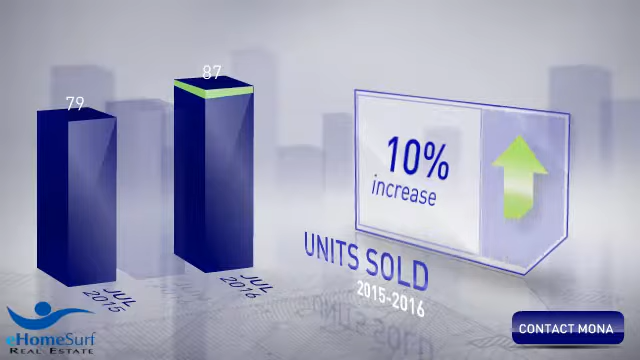 79
87
10%
increase
JUL
2015
JUL
2016
UNITS SOLD
2015-2016
eHomeSurf
REAL ESTATE
CONTACT MONA